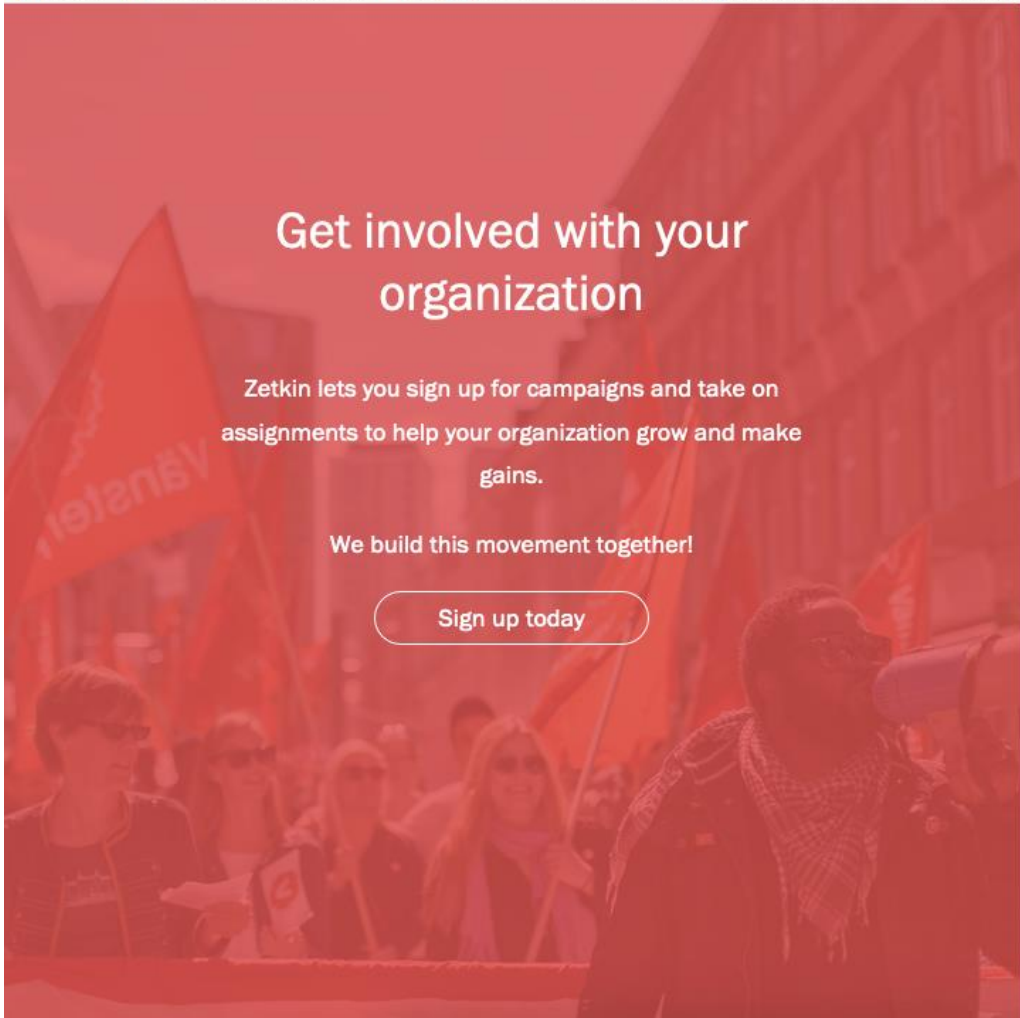 Get involved with your
organization
Zetkin lets you sign up for campaigns and take on
assignments to help your organization grow and make
gains.
We build this movement together!
Sign up today
Vänster